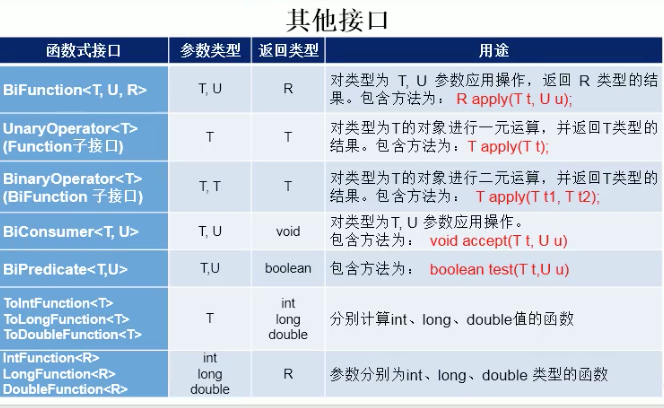 其他接口
函数式接口 参数类型 返回类型 用途
BiFunction<T, U, R> T, U R 对类型为 T, U 参数应用操作，返回 R 类型的结
果。包含方法为： R apply(T t, U u);
UnaryOperator<T>
(Function子接口) T T 对类型为T的对象进行一元运算，并返回T类型的
结果。包含方法为： T apply(T t);
BinaryOperator<T>
(BiFunction 子接口) T, T T 对类型为T的对象进行二元运算，并返回T类型的
结果。包含方法为： T apply(T t1, T t2);
BiConsumer<T, U> T, U void 对类型为T, U 参数应用操作。
包含方法为： void accept(T t, U u)
BiPredicate<T,U> T,U boolean 包含方法为： boolean test(T t,U u)
ToIntFunction<T>
ToLongFunction<T>
ToDoubleFunction<T>
T
int
long
double
分别计算int、long、double值的函数
IntFunction<R>
LongFunction<R>
DoubleFunction<R>
int
long
double
R
参数分别为int、long、double 类型的函数